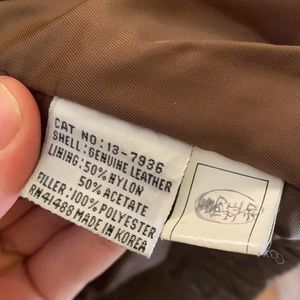 CAT NO: 13-7936
SHELL: GENUINE LEATHER
LINING: 50% NYLON
50% ACETATE
FILLER: 100% POLYESTER
RN 41488 MADE IN KOREA